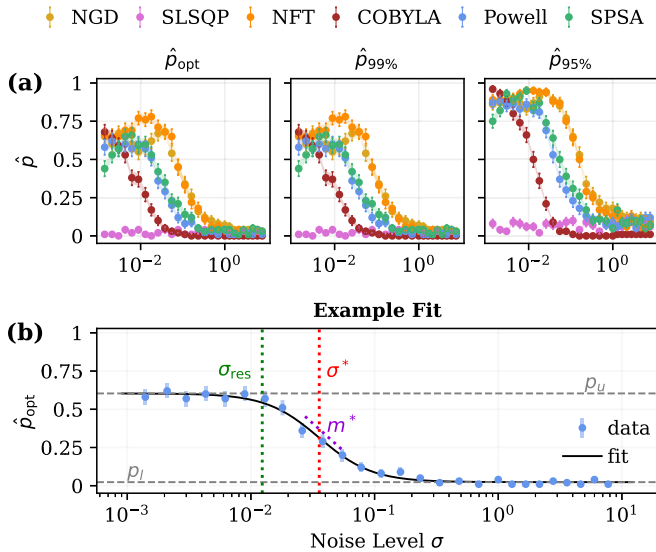 NGD SLSQP NFT COBYLA Powell SPSA
p̂opt p̂99% p̂95%
(a)
1
0.75
0.5
0.25
0
p̂
10⁻² 10⁰ 10⁻² 10⁰ 10⁻² 10⁰
Example Fit
(b)
1
0.75
0.5
0.25
0
p̂opt
σres
σ*
pu
m*
pl
data
fit
10⁻³ 10⁻² 10⁻¹ 10⁰ 10¹
Noise Level σ